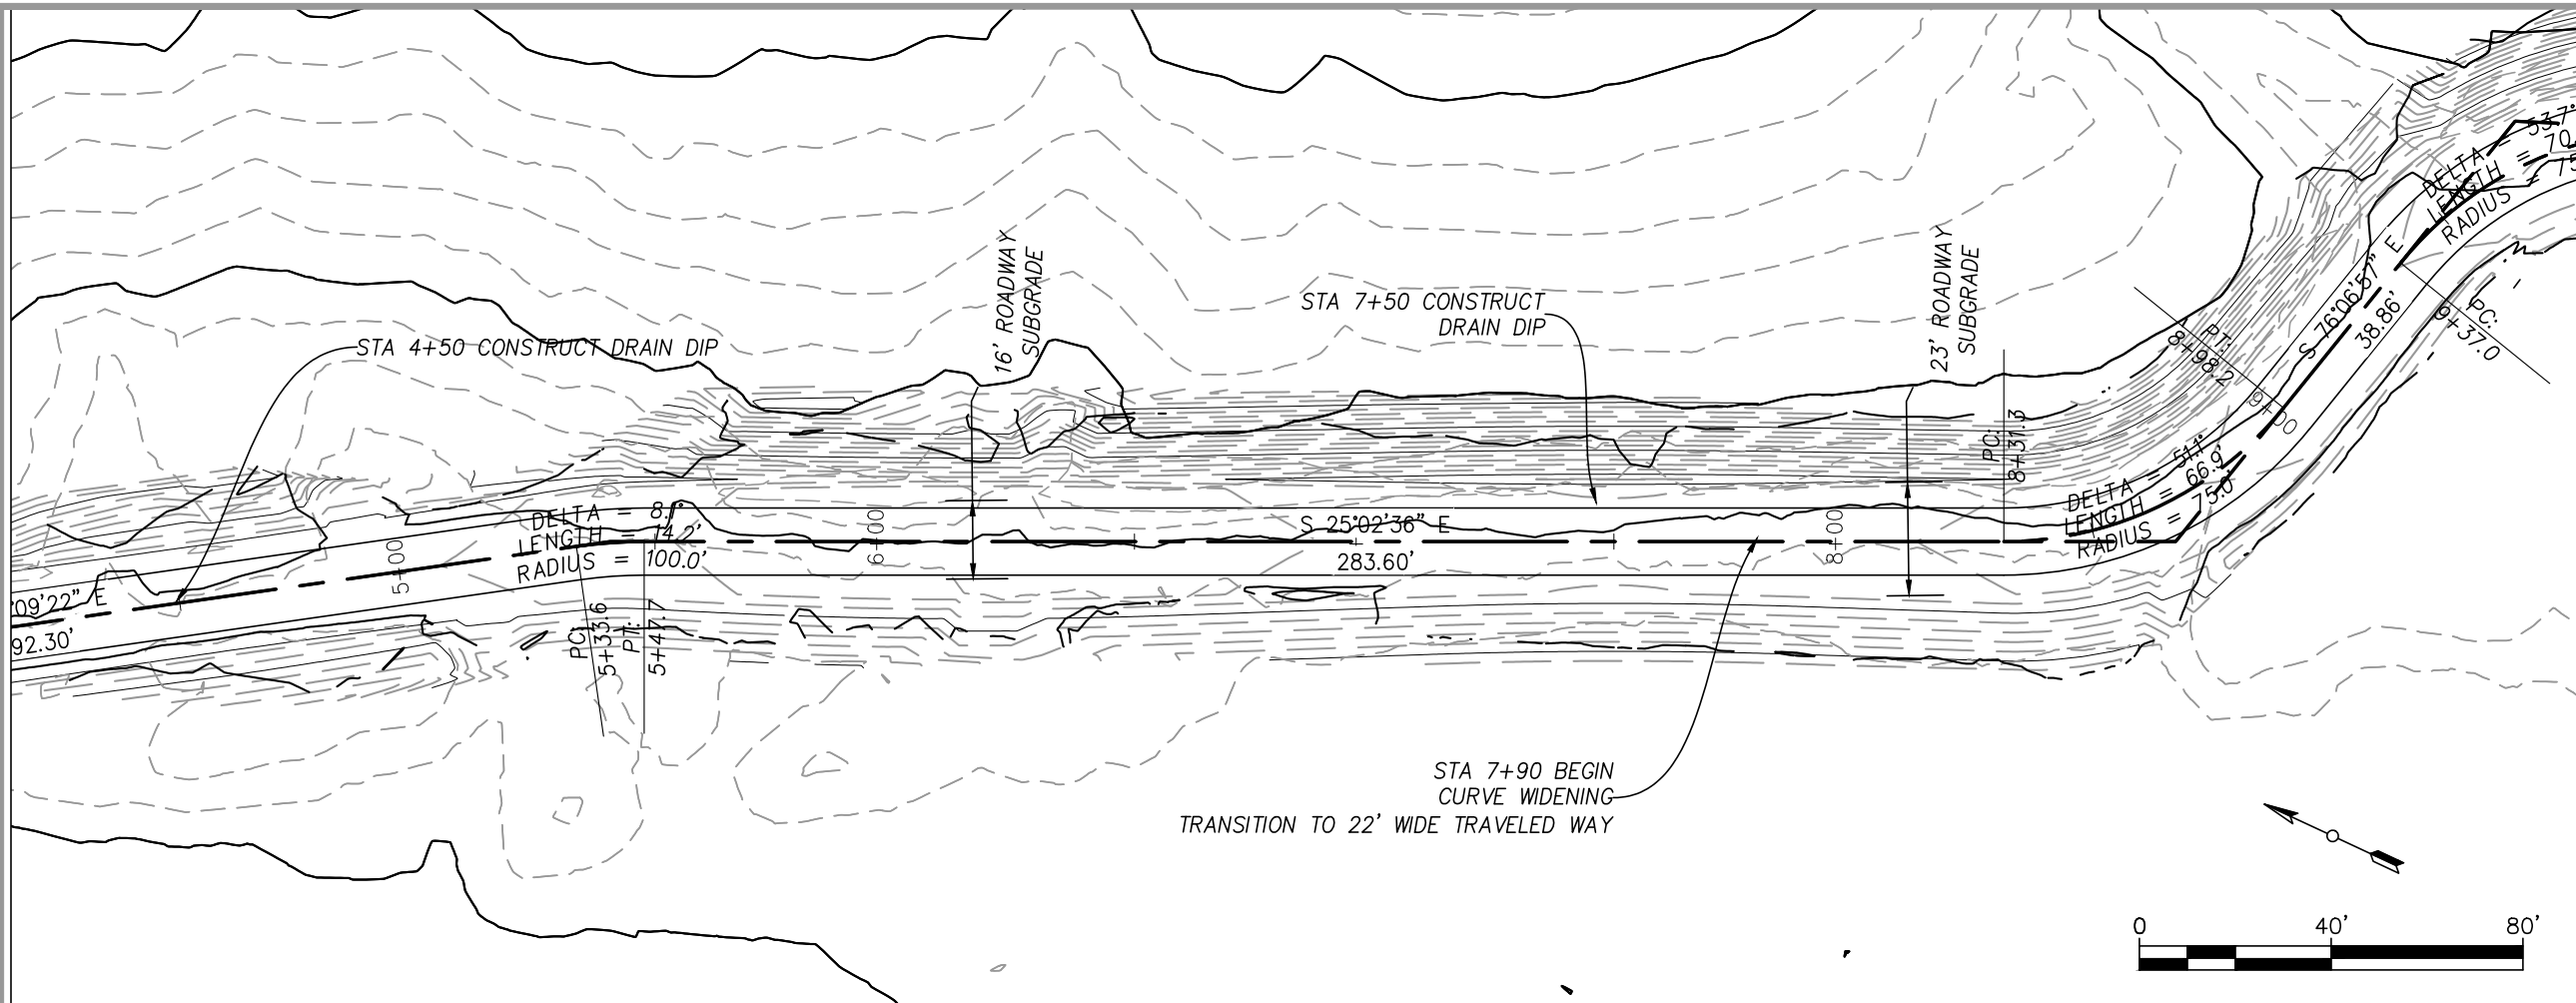 16' ROADWAY
SUBGRADE
STA 7+50 CONSTRUCT
DRAIN DIP
23' ROADWAY
SUBGRADE
STA 4+50 CONSTRUCT DRAIN DIP
DELTA = 53.7°
LENGTH = 70.
RADIUS = 75
S 76°06'57" E
38.86'
PC:
9+37.0
PT:
8+98.2
9+00
PC:
8+31.3
DELTA = 51.1°
LENGTH = 66.9'
RADIUS = 75.0'
DELTA = 8.1°
LENGTH = 14.2'
RADIUS = 100.0'
5+00
6+00
S 25°02'36" E
283.60'
8+00
°09'22" E
92.30'
PC:
5+33.6
PT:
5+47.7
STA 7+90 BEGIN
CURVE WIDENING
TRANSITION TO 22' WIDE TRAVELED WAY
0 40' 80'